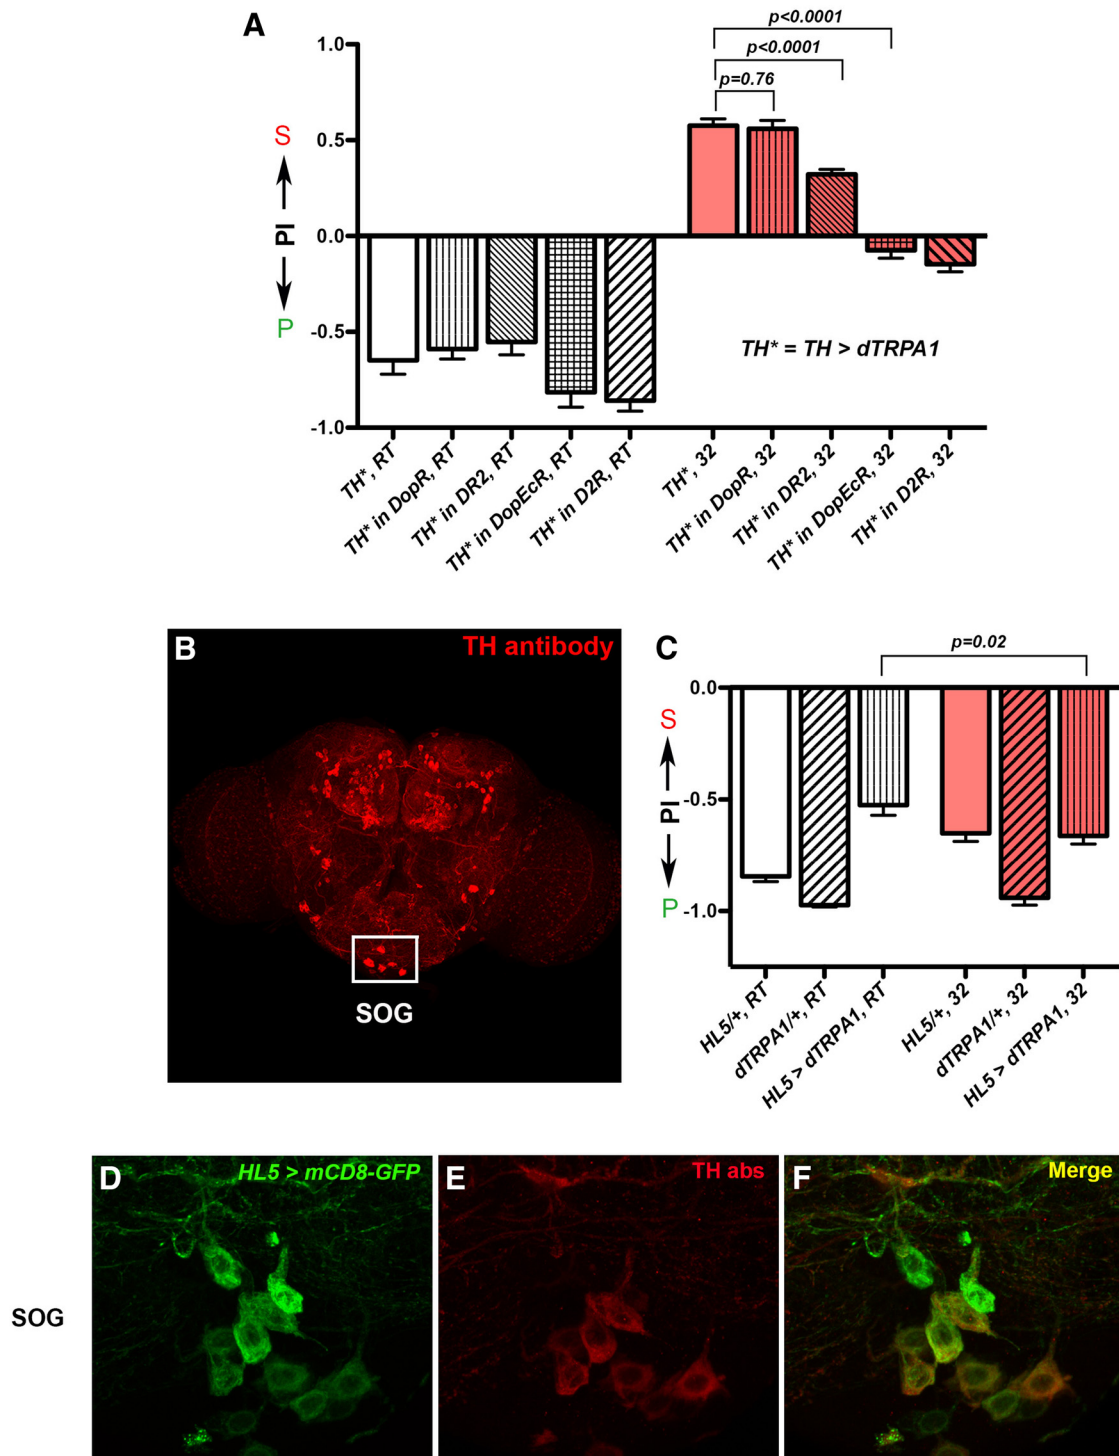 A
p<0.0001
p<0.0001
p=0.76
1.0
0.5
0.0
-0.5
-1.0
S
PI
P
TH* = TH > dTRPA1
TH*, RT
TH* in DopR, RT
TH* in DR2, RT
TH* in DopEcR, RT
TH* in D2R, RT
TH*, 32
TH* in DopR, 32
TH* in DR2, 32
TH* in DopEcR, 32
TH* in D2R, 32
B
TH antibody
SOG
C
p=0.02
0.0
-0.5
-1.0
S
PI
P
HL5/+, RT
dTRPA1/+, RT
HL5 > dTRPA1, RT
HL5/+, 32
dTRPA1/+, 32
HL5 > dTRPA1, 32
SOG
D
HL5 > mCD8-GFP
E
TH abs
F
Merge